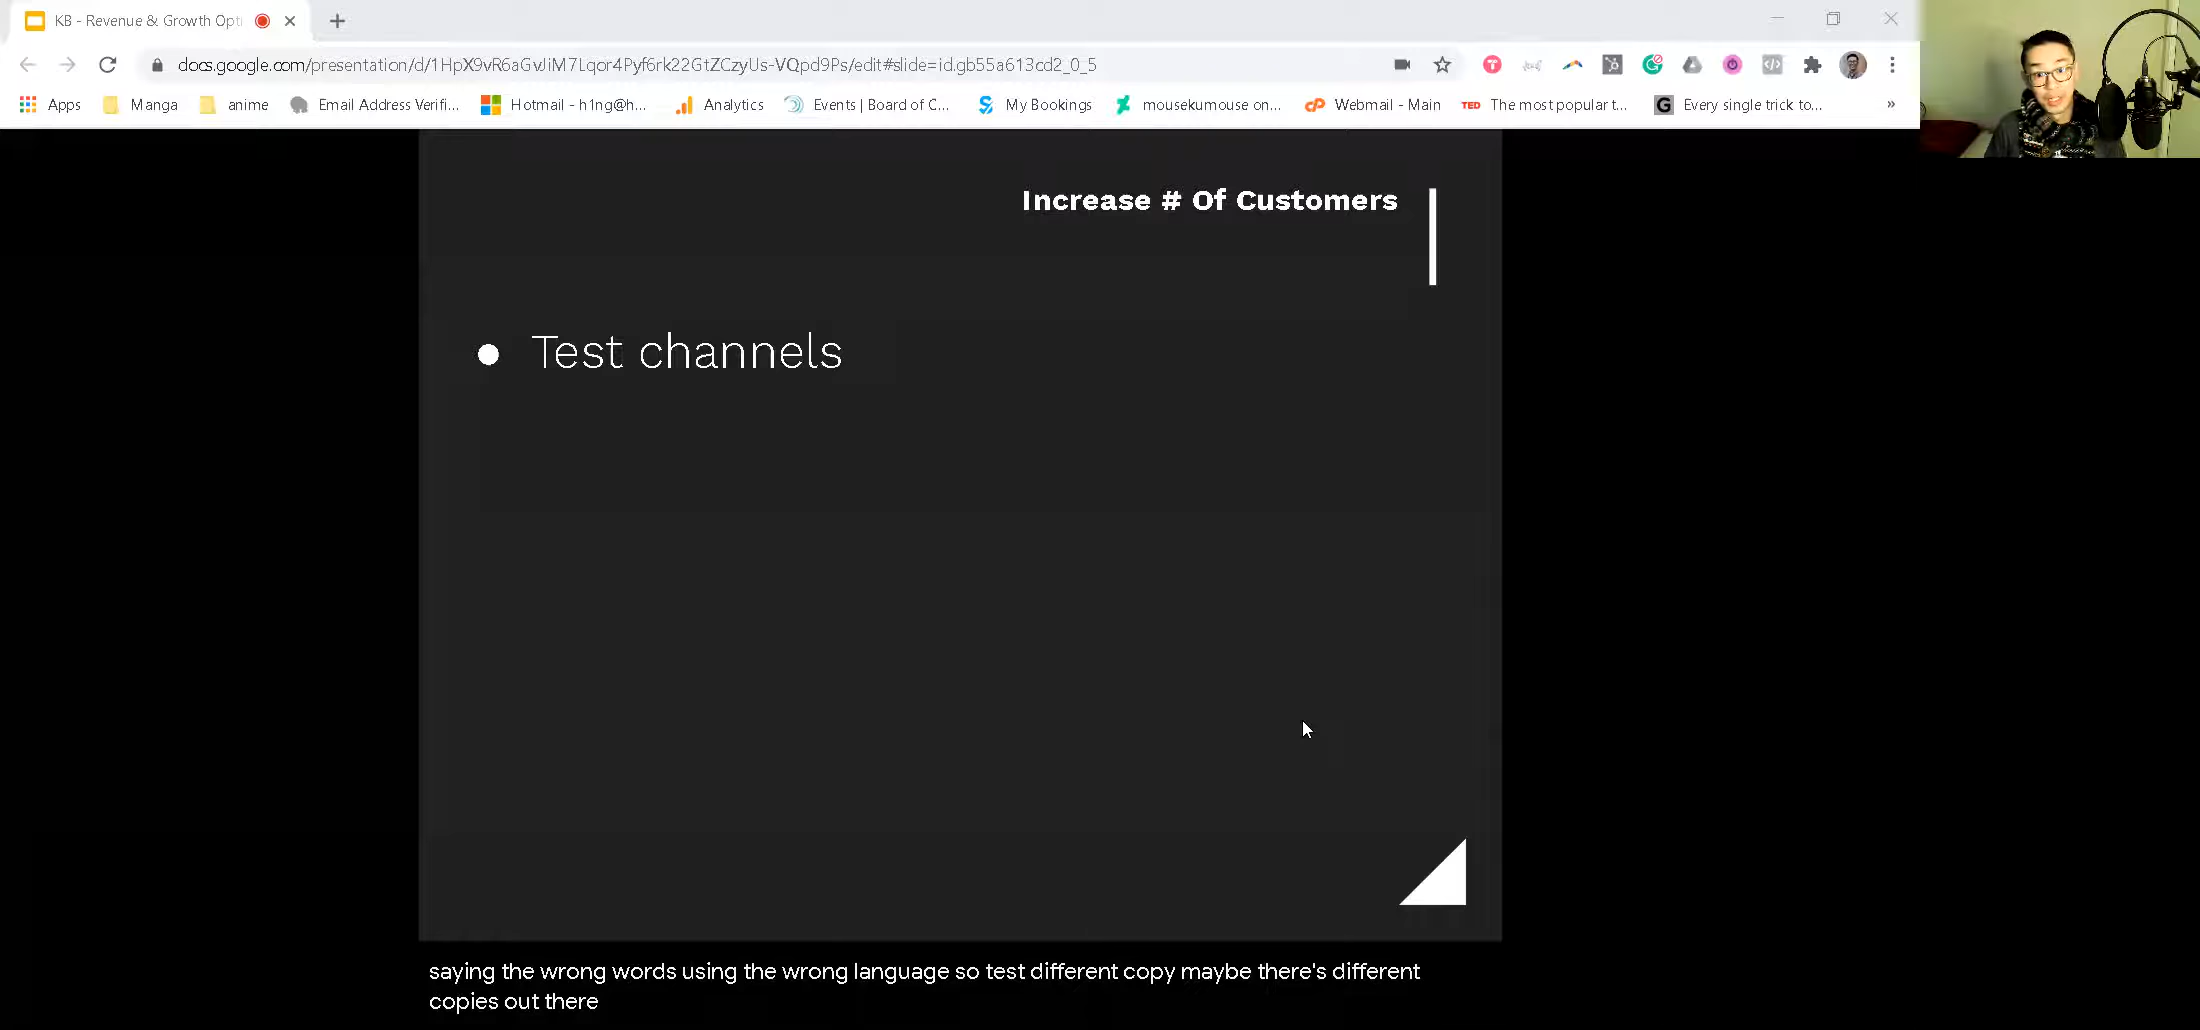 KB - Revenue & Growth Opti
docs.google.com/presentation/d/1HpX9vR6aGvJiM7Lqor4Pyf6rk22GtZCzyUs-VQpd9Ps/edit#slide=id.gb55a613cd2_0_5
Apps Manga anime Email Address Verifi... Hotmail - h1ng@h... Analytics Events | Board of C... My Bookings mousekumouse on... cP Webmail - Main TED The most popular t... G Every single trick to... »
Increase # Of Customers
● Test channels
saying the wrong words using the wrong language so test different copy maybe there's different
copies out there